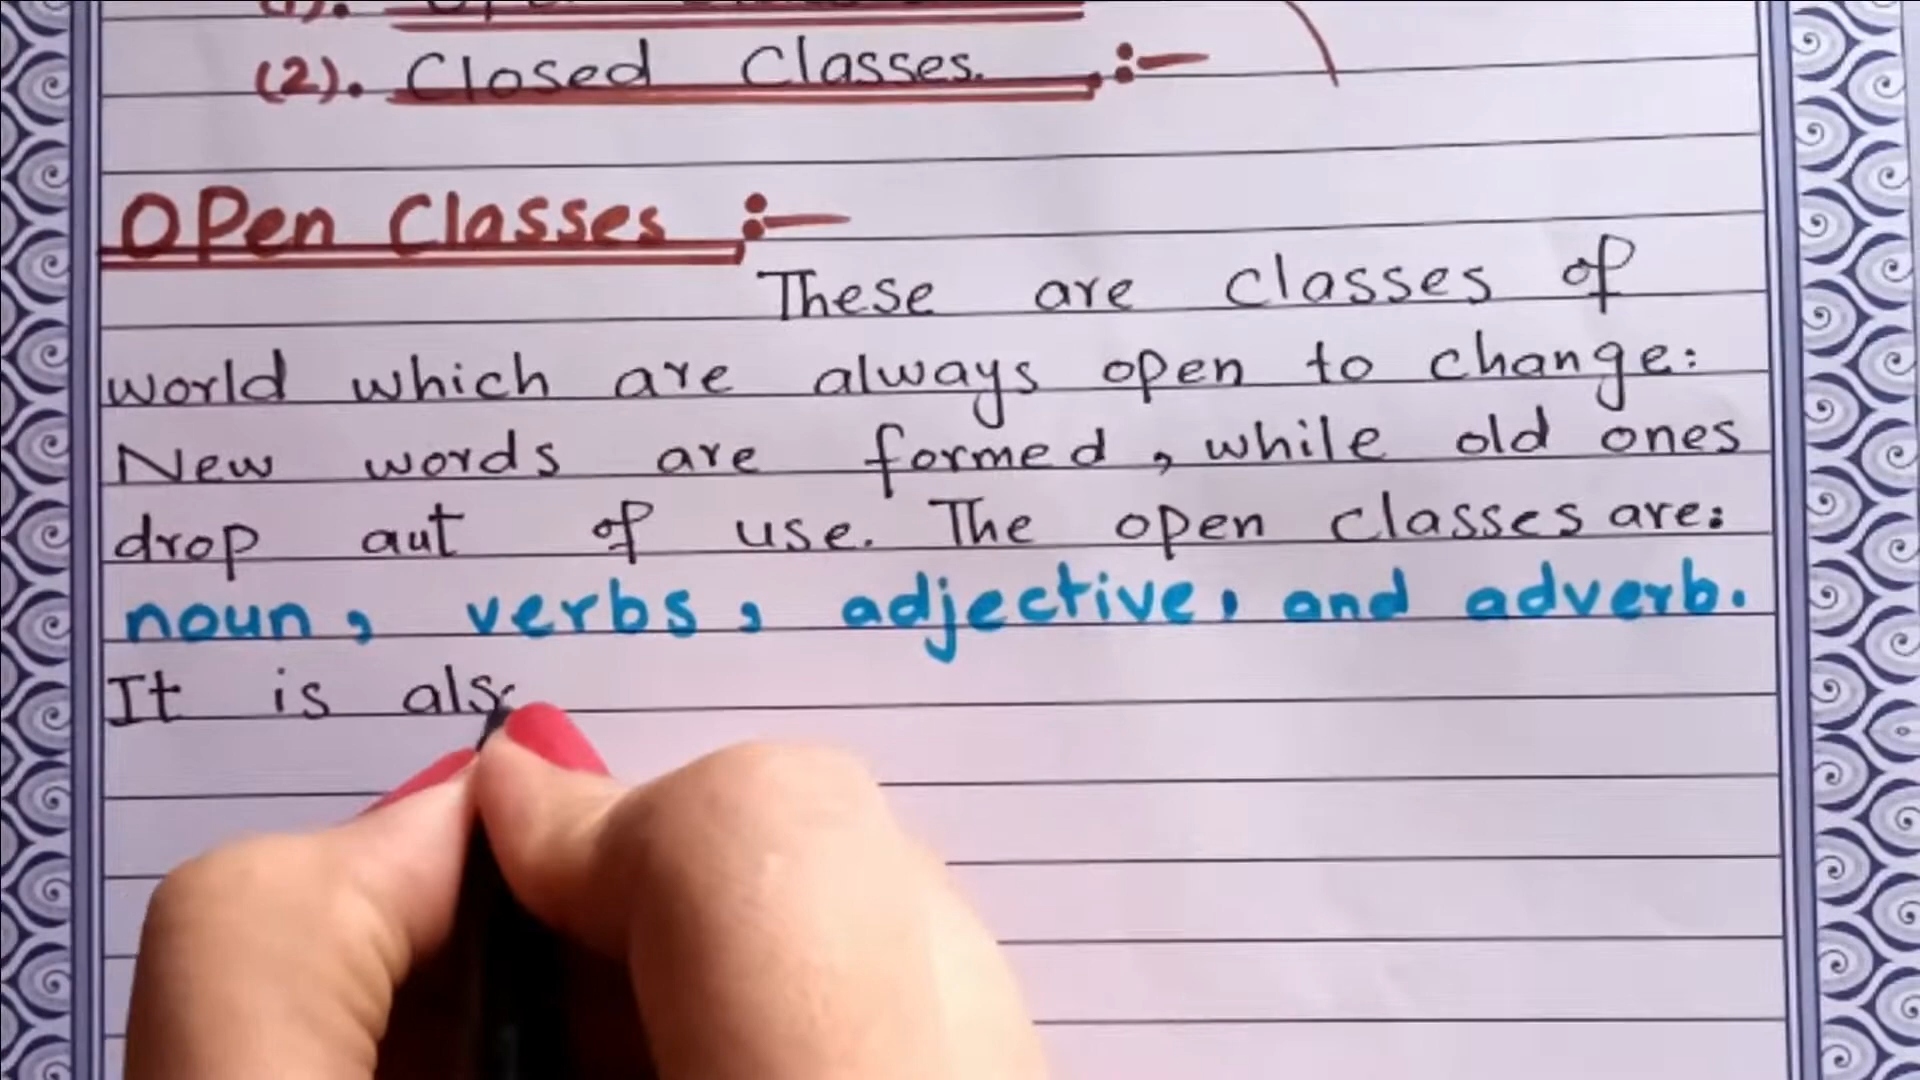 (2). Closed Classes. :-
Open Classes :-
These are classes of
world which are always open to change:
New words are formed, while old ones
drop aut of use. The open classes are:
noun, verbs, adjective, and adverb.
It is als